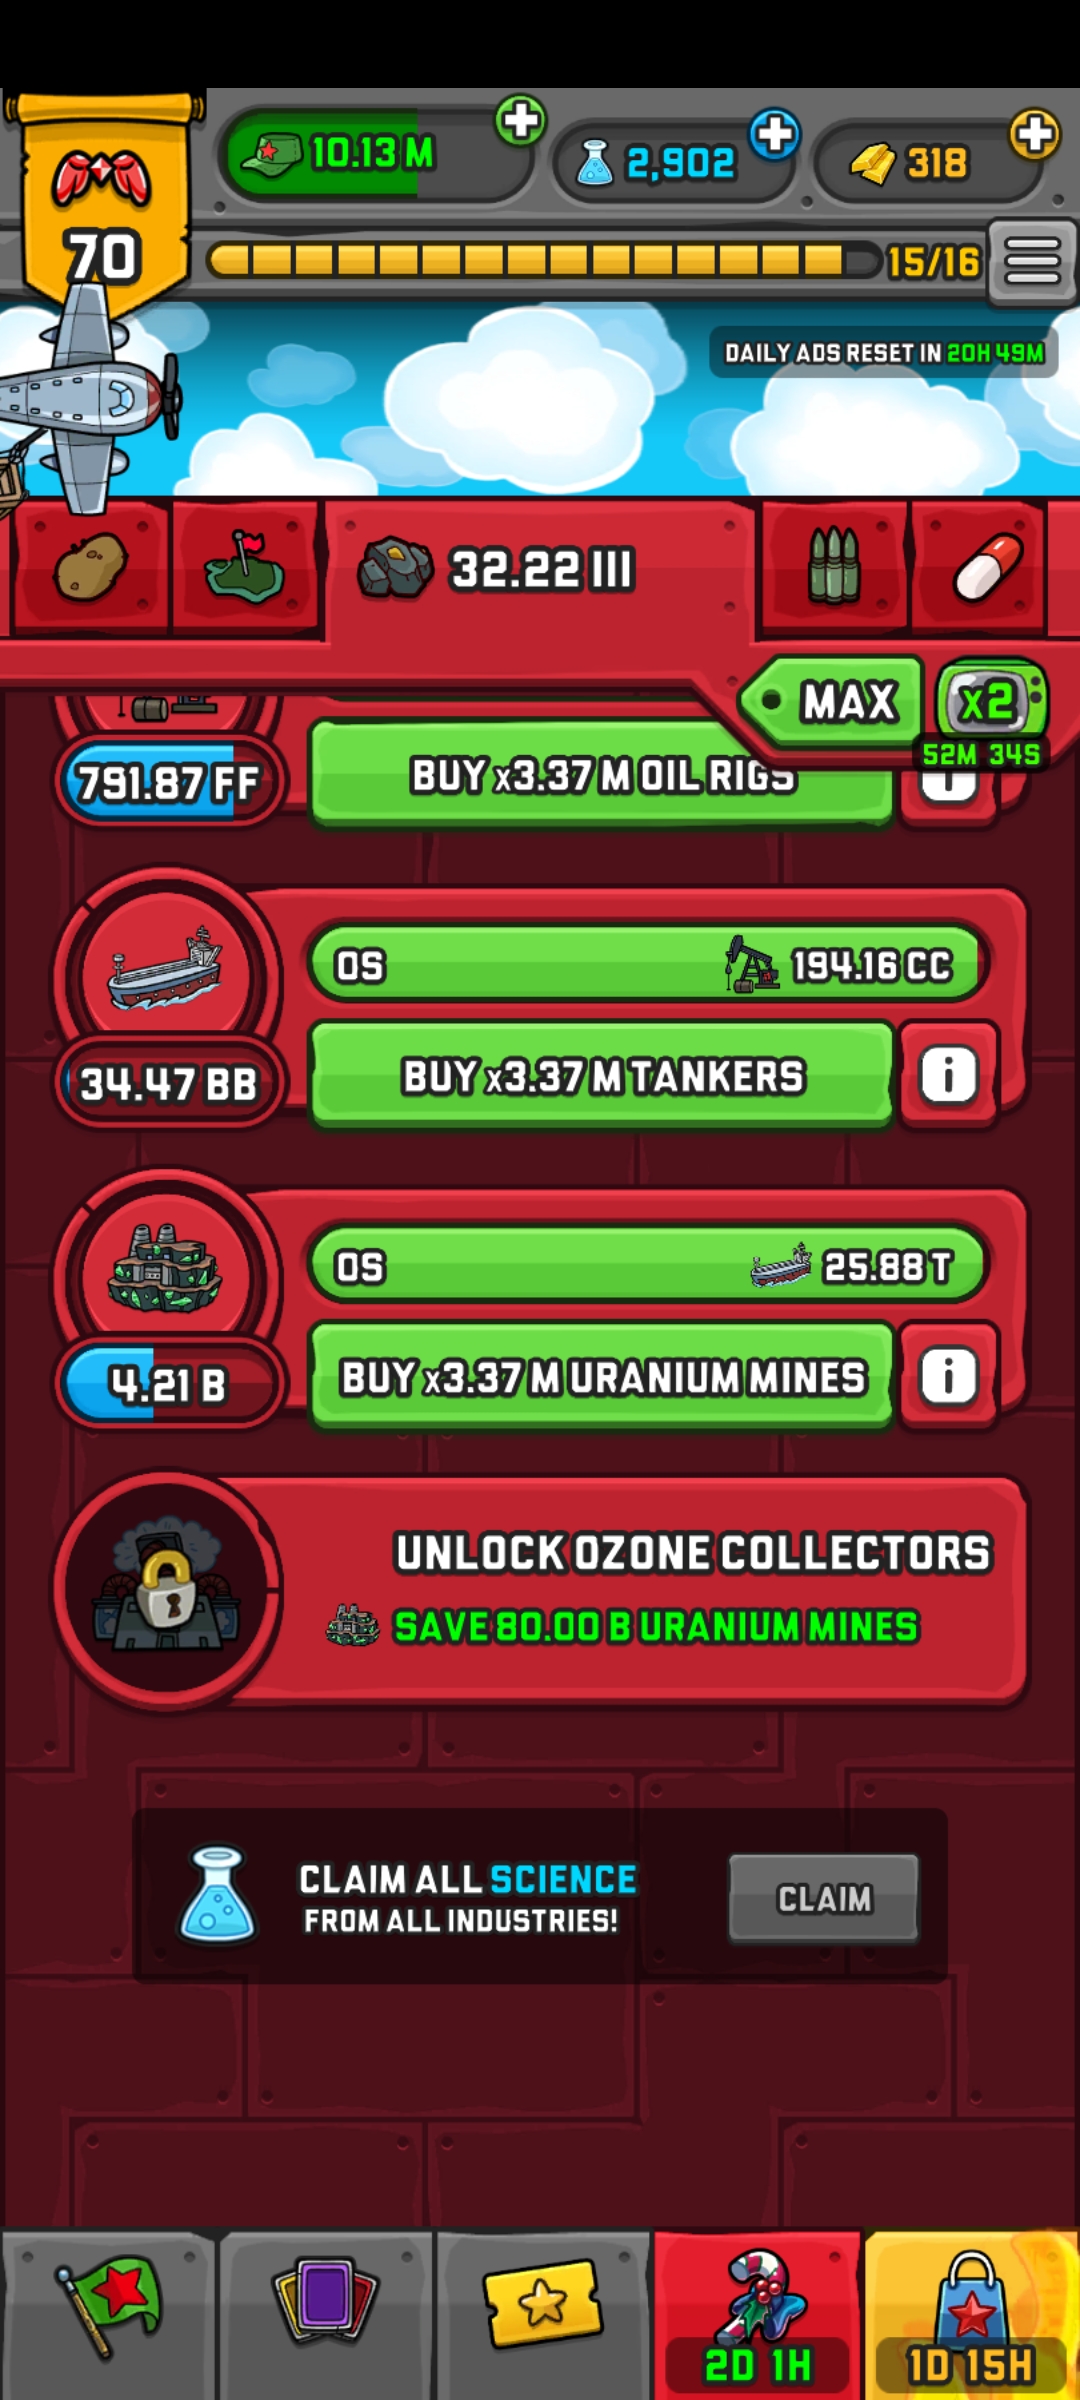 10.13 M
2,902
318
70
15/16
DAILY ADS RESET IN 20H 49M
32.22 III
MAX
x2
52M 34S
791.87 FF
BUY x3.37 M OIL RIGS
0S
194.16 CC
34.47 BB
BUY x3.37 M TANKERS
0S
25.88 T
4.21 B
BUY x3.37 M URANIUM MINES
UNLOCK OZONE COLLECTORS
SAVE 80.00 B URANIUM MINES
CLAIM ALL SCIENCE
FROM ALL INDUSTRIES!
CLAIM
2D 1H
1D 15H